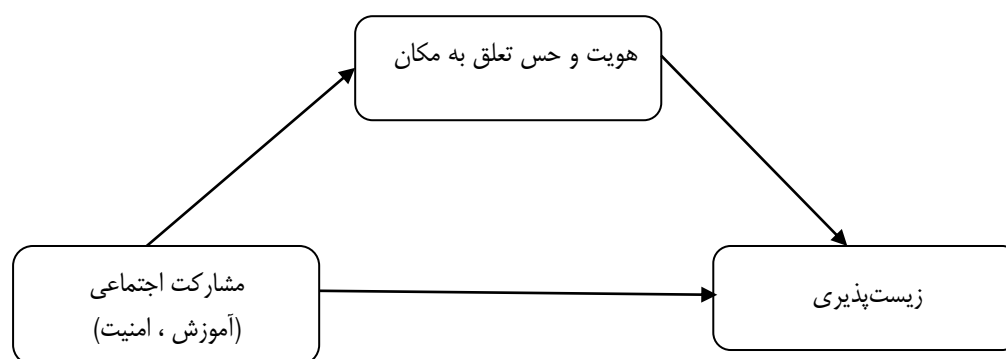 هویت و حس تعلق به مکان
مشارکت اجتماعی
(آموزش ، امنیت)
زیست‌پذیری